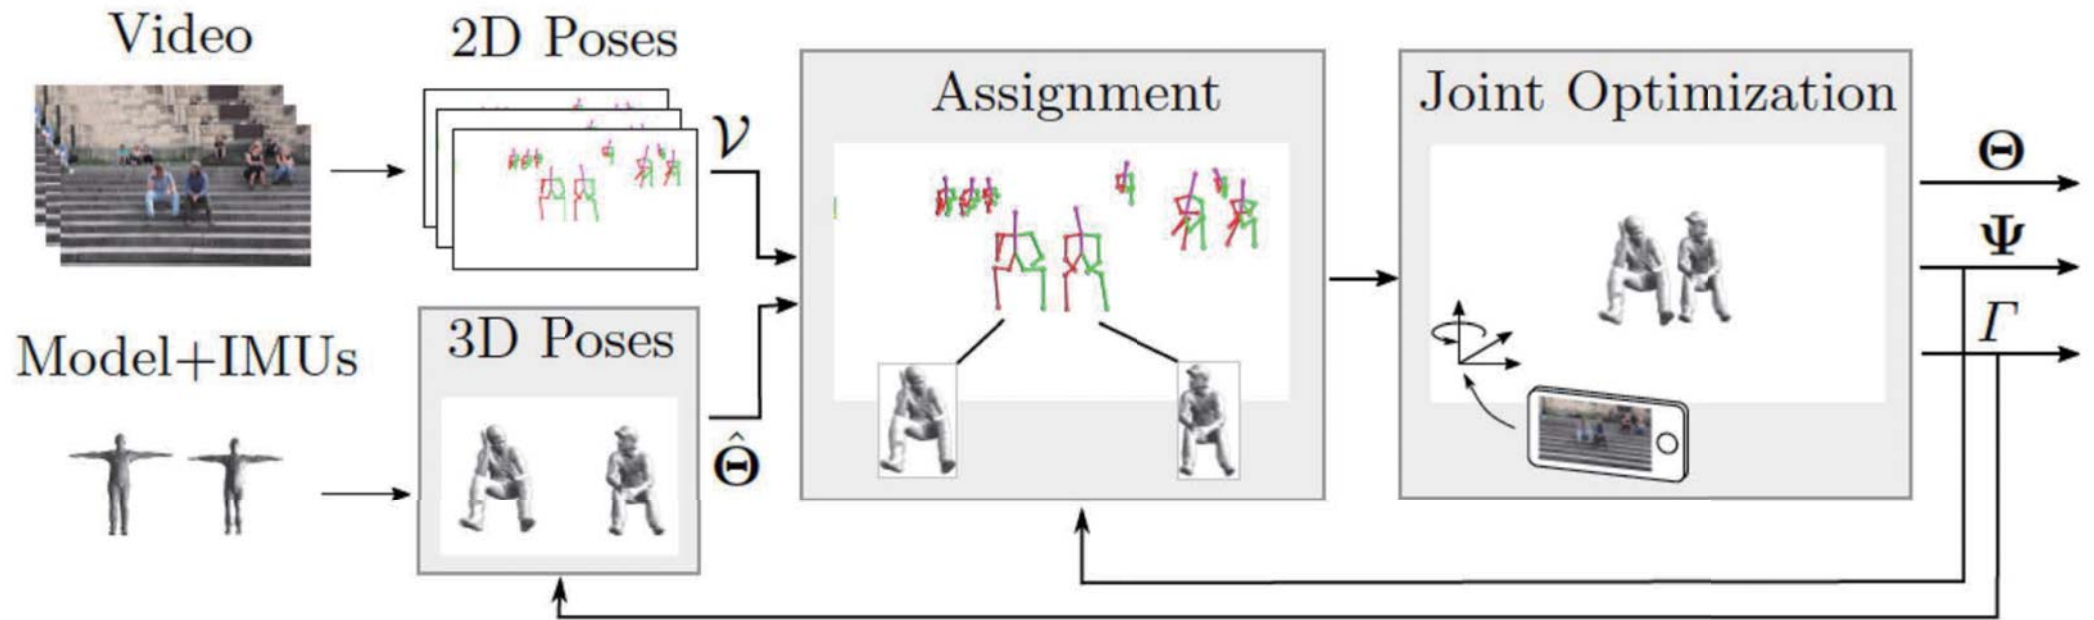 Video
2D Poses
𝒱
Model+IMUs
3D Poses
Θ̂
Assignment
Joint Optimization
Θ
Ψ
Γ